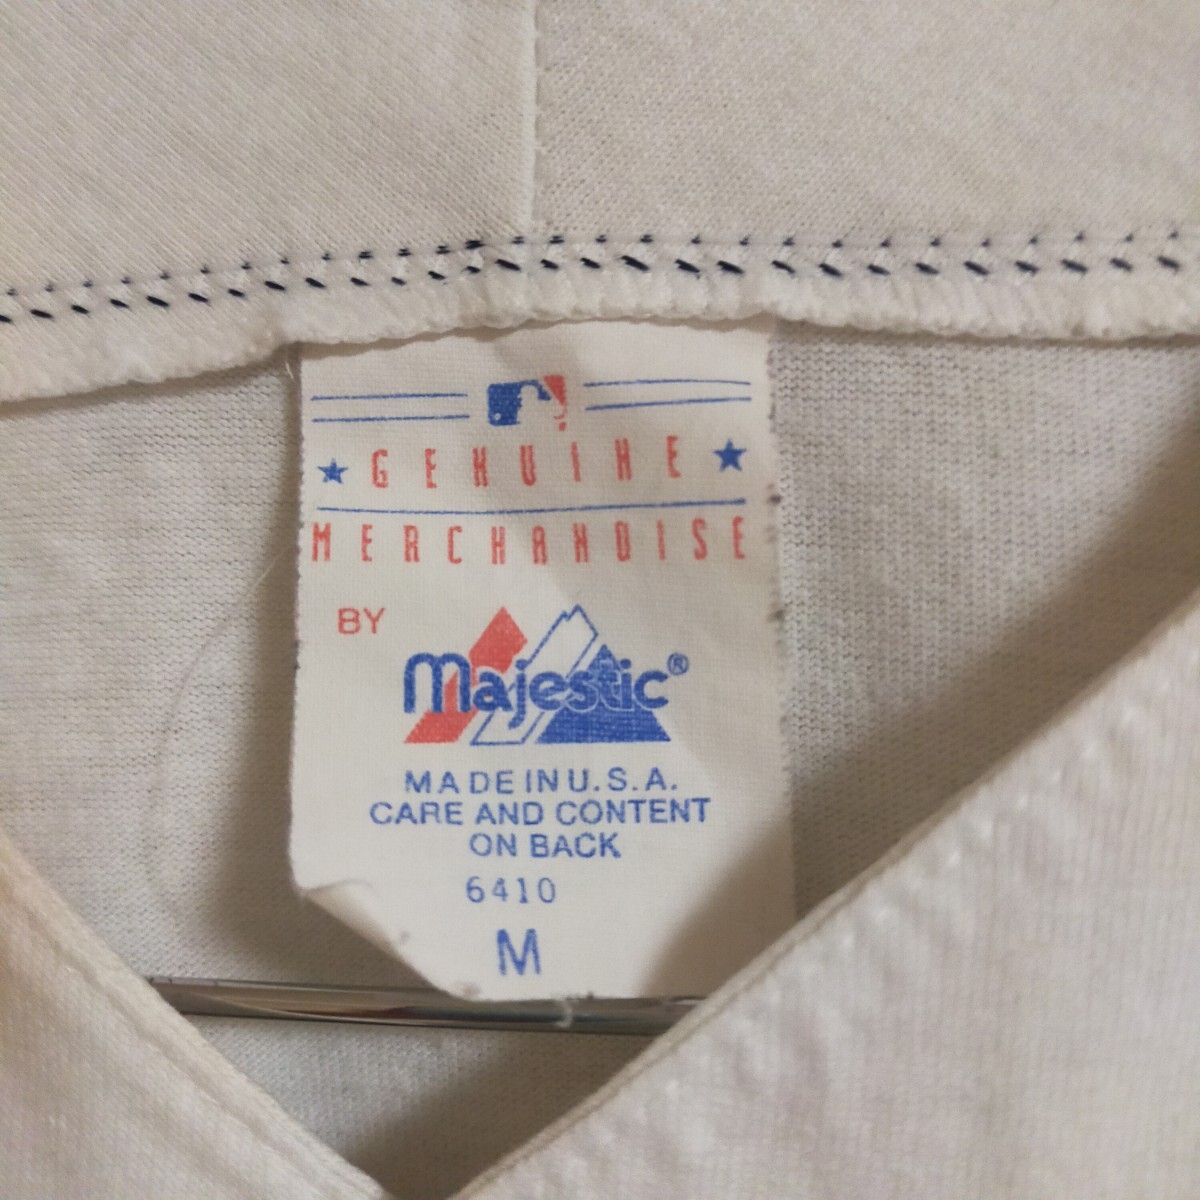 GENUINE
MERCHANDISE
BY
Majestic®
MADE IN U.S.A.
CARE AND CONTENT
ON BACK
6410
M